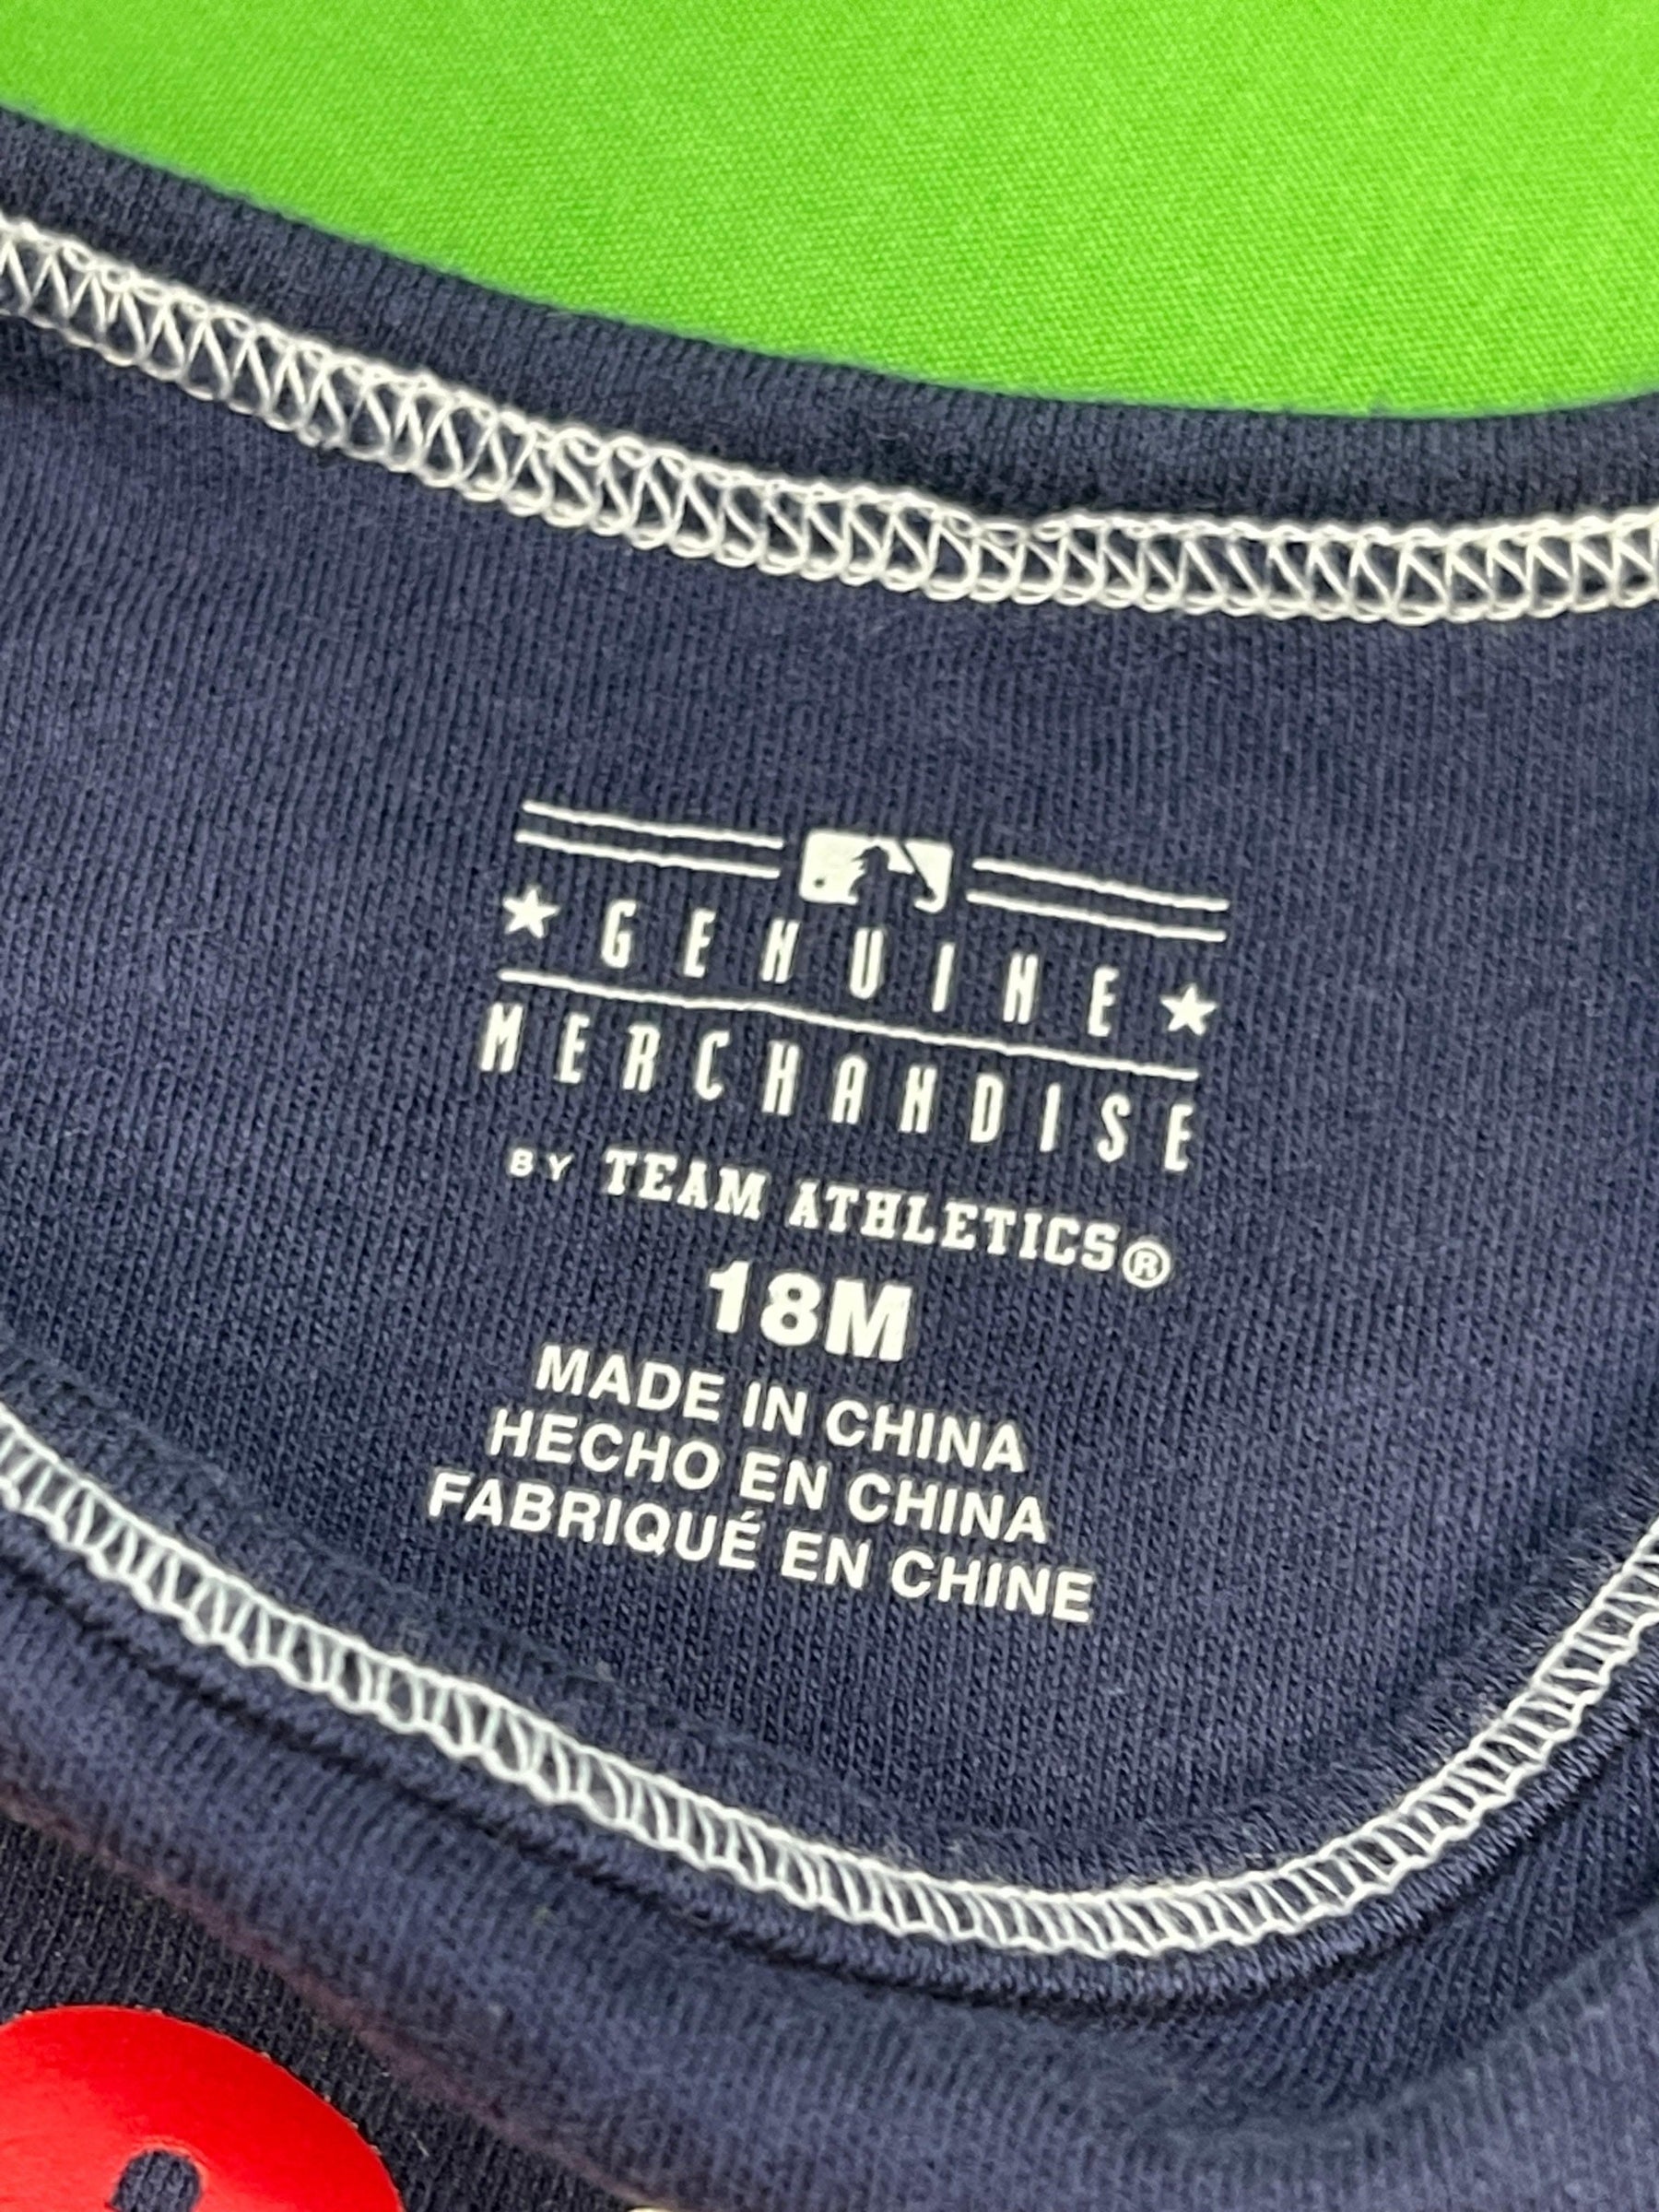 GENUINE
MERCHANDISE
BY TEAM ATHLETICS®
18M
MADE IN CHINA
HECHO EN CHINA
FABRIQUÉ EN CHINE